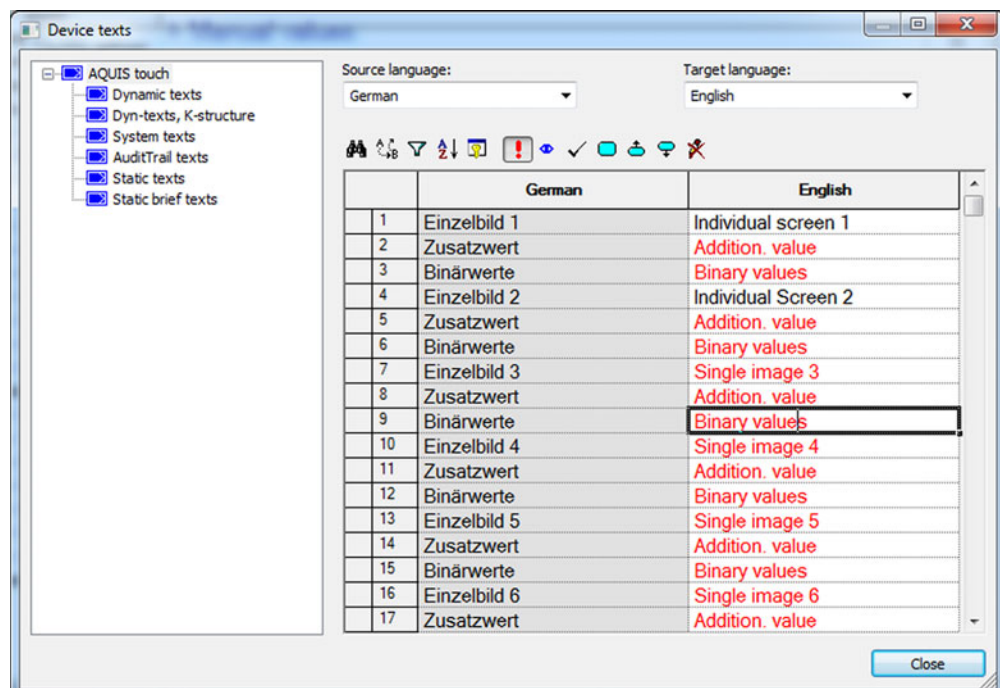 Device texts
AQUIS touch
Dynamic texts
Dyn-texts, K-structure
System texts
AuditTrail texts
Static texts
Static brief texts
Source language:
Target language:
German
English
German English
1 Einzelbild 1 Individual screen 1
2 Zusatzwert Addition. value
3 Binärwerte Binary values
4 Einzelbild 2 Individual Screen 2
5 Zusatzwert Addition. value
6 Binärwerte Binary values
7 Einzelbild 3 Single image 3
8 Zusatzwert Addition. value
9 Binärwerte Binary values
10 Einzelbild 4 Single image 4
11 Zusatzwert Addition. value
12 Binärwerte Binary values
13 Einzelbild 5 Single image 5
14 Zusatzwert Addition. value
15 Binärwerte Binary values
16 Einzelbild 6 Single image 6
17 Zusatzwert Addition. value
Close